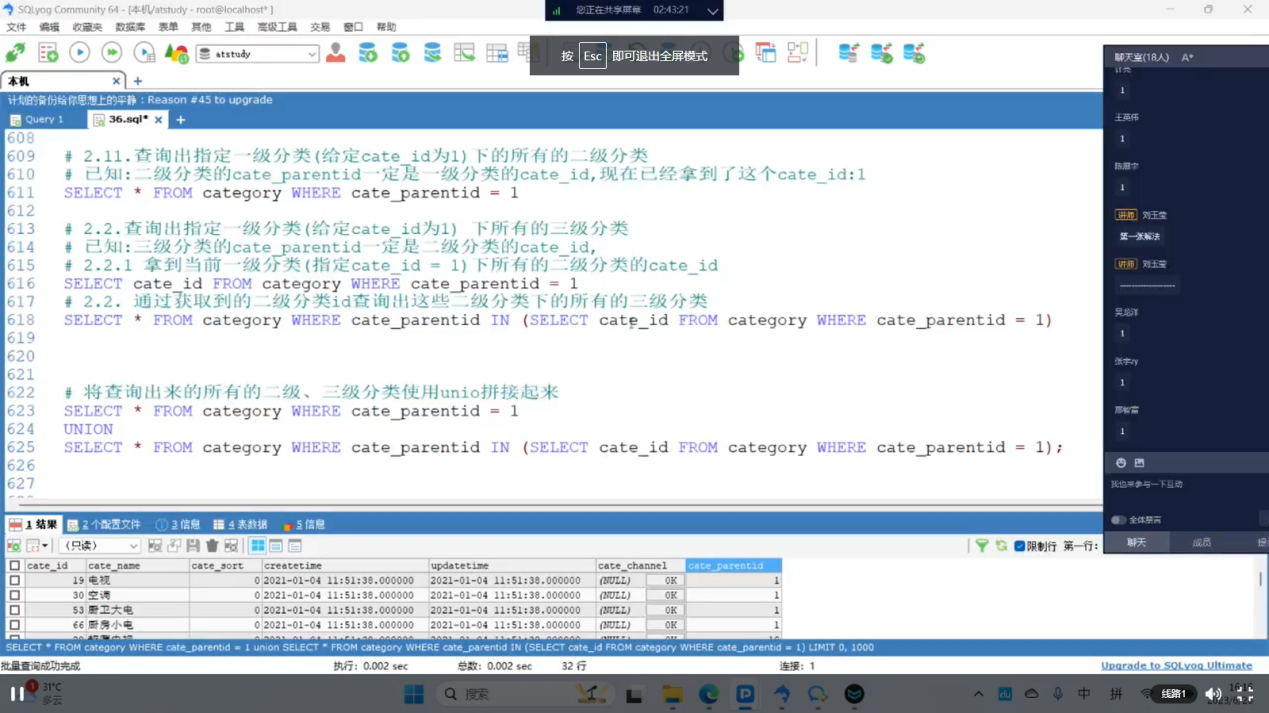 SQLyog Community 64 - [本机/atstudy - root@localhost* ]
您正在共享屏幕 02:43:21
文件 编辑 收藏夹 数据库 表单 其他 工具 高级工具 交易 窗口 帮助
atstudy
按 Esc 即可退出全屏模式
本机
计划的备份给你思想上的平静 : Reason #45 to upgrade
Query 1 36.sql*
608
609 # 2.11.查询出指定一级分类(给定cate_id为1)下的所有的二级分类
610 # 已知:二级分类的cate_parentid一定是一级分类的cate_id,现在已经拿到了这个cate_id:1
611 SELECT * FROM category WHERE cate_parentid = 1
612
613 # 2.2.查询出指定一级分类(给定cate_id为1) 下所有的三级分类
614 # 已知:三级分类的cate_parentid一定是二级分类的cate_id,
615 # 2.2.1 拿到当前一级分类(指定cate_id = 1)下所有的二级分类的cate_id
616 SELECT cate_id FROM category WHERE cate_parentid = 1
617 # 2.2. 通过获取到的二级分类id查询出这些二级分类下的所有的三级分类
618 SELECT * FROM category WHERE cate_parentid IN (SELECT cate_id FROM category WHERE cate_parentid = 1)
619
620
621
622 # 将查询出来的所有的二级、三级分类使用unio拼接起来
623 SELECT * FROM category WHERE cate_parentid = 1
624 UNION
625 SELECT * FROM category WHERE cate_parentid IN (SELECT cate_id FROM category WHERE cate_parentid = 1);
626
627
聊天室(18人) A+
1
王英伟
1
1
讲师 刘玉莹
第一张解法
讲师 刘玉莹
------------------
吴龙洋
1
张宇zy
1
1
我也来参与一下互动
全体禁言
聊天 成员
1 结果 2 个配置文件 3 信息 4 表数据 5 信息
(只读) 限制行 第一行:
cate_id cate_name cate_sort createtime updatetime cate_channel cate_parentid
19 电视 0 2021-01-04 11:51:38.000000 2021-01-04 11:51:38.000000 (NULL) 0K 1
30 空调 0 2021-01-04 11:51:38.000000 2021-01-04 11:51:38.000000 (NULL) 0K 1
53 厨卫大电 0 2021-01-04 11:51:38.000000 2021-01-04 11:51:38.000000 (NULL) 0K 1
66 厨房小电 0 2021-01-04 11:51:38.000000 2021-01-04 11:51:38.000000 (NULL) 0K 1
SELECT * FROM category WHERE cate_parentid = 1 union SELECT * FROM category WHERE cate_parentid IN (SELECT cate_id FROM category WHERE cate_parentid = 1) LIMIT 0, 1000
批量查询成功完成 执行: 0.002 sec 总数: 0.002 sec 32 行 连接: 1 Upgrade to SQLyog Ultimate
1 31°C
多云
搜索
中 拼 线路1 16:16